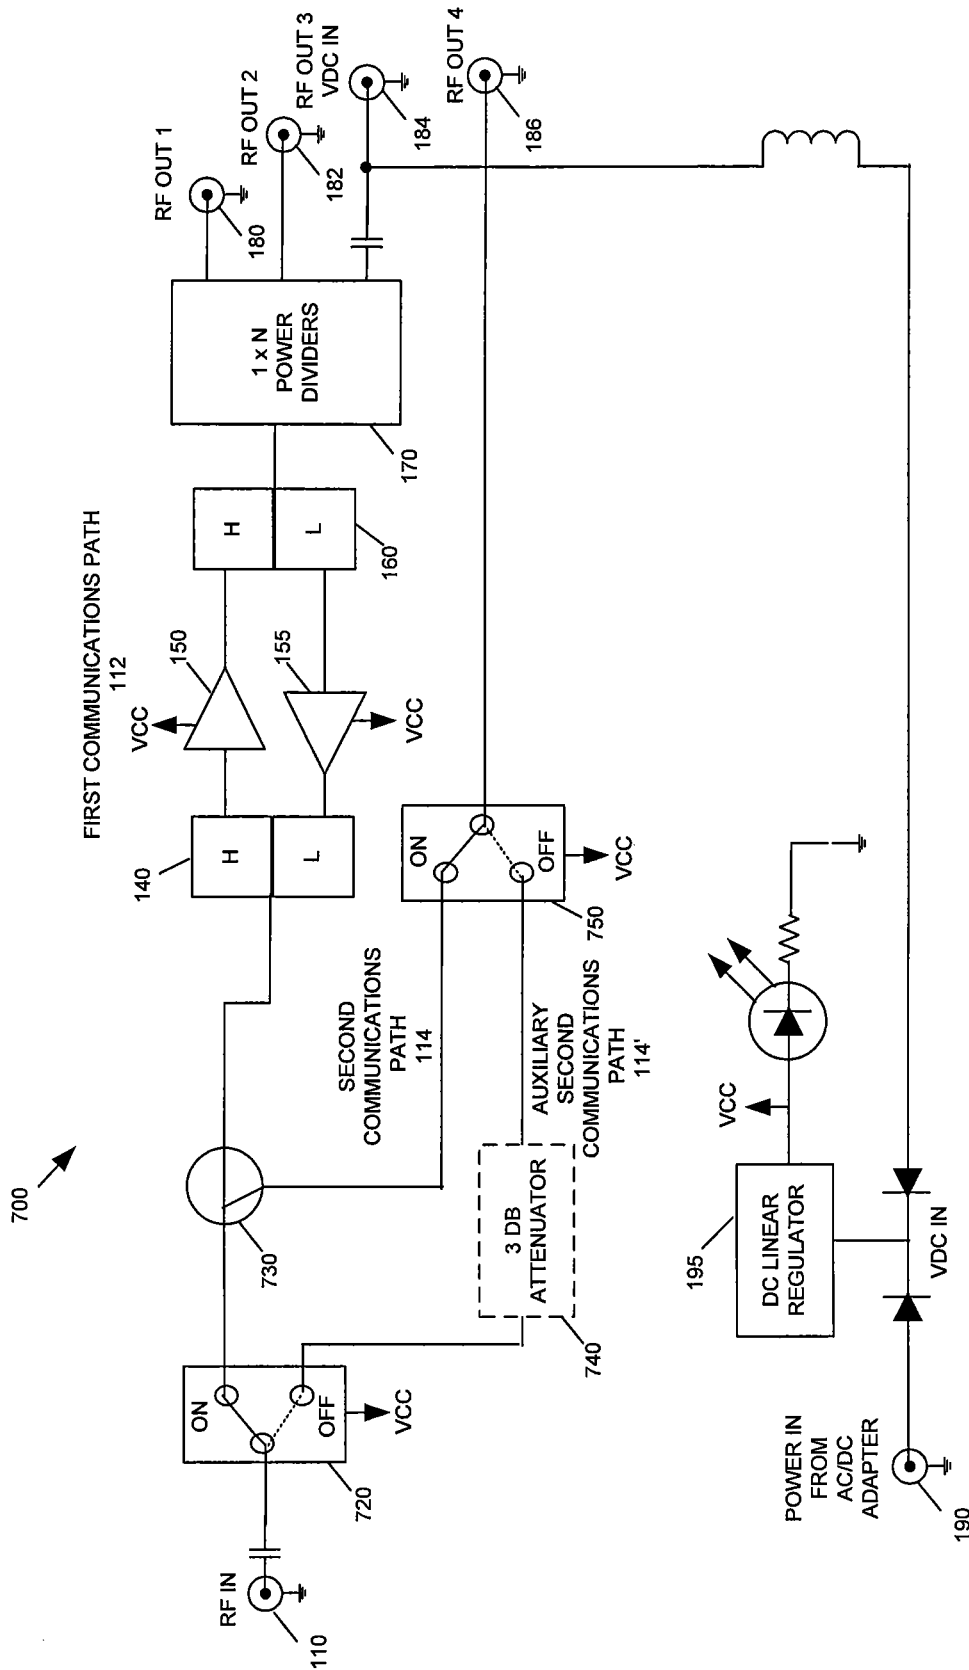 700
FIRST COMMUNICATIONS PATH
112
RF IN
110
720
ON
OFF
VCC
730
140
H
L
VCC
150
155
VCC
H
L
160
1 x N
POWER
DIVIDERS
170
RF OUT 1
180
RF OUT 2
182
RF OUT 3
VDC IN
184
RF OUT 4
186
SECOND
COMMUNICATIONS
PATH
114
AUXILIARY
SECOND
COMMUNICATIONS
PATH
114'
3 DB
ATTENUATOR
740
ON
OFF
750
VCC
195
DC LINEAR
REGULATOR
VCC
VDC IN
POWER IN
FROM
AC/DC
ADAPTER
190